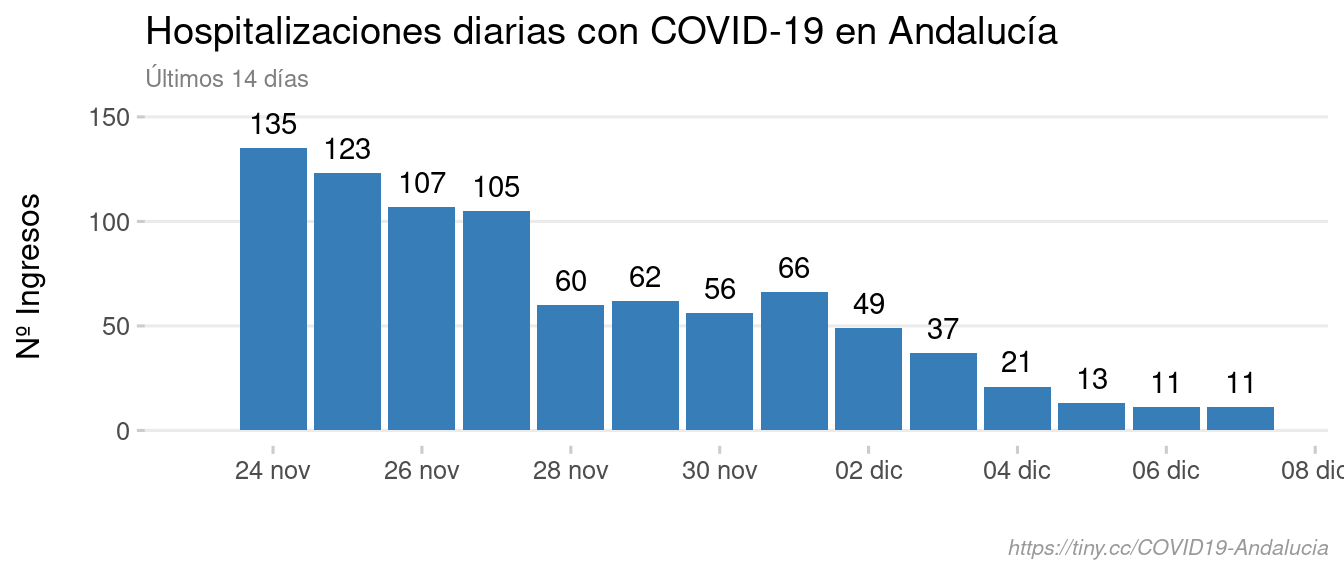 Hospitalizaciones diarias con COVID-19 en Andalucía
Últimos 14 días
Nº Ingresos
150
100
50
0
135
123
107
105
60
62
56
66
49
37
21
13
11
11
24 nov
26 nov
28 nov
30 nov
02 dic
04 dic
06 dic
08 dic
https://tiny.cc/COVID19-Andalucia